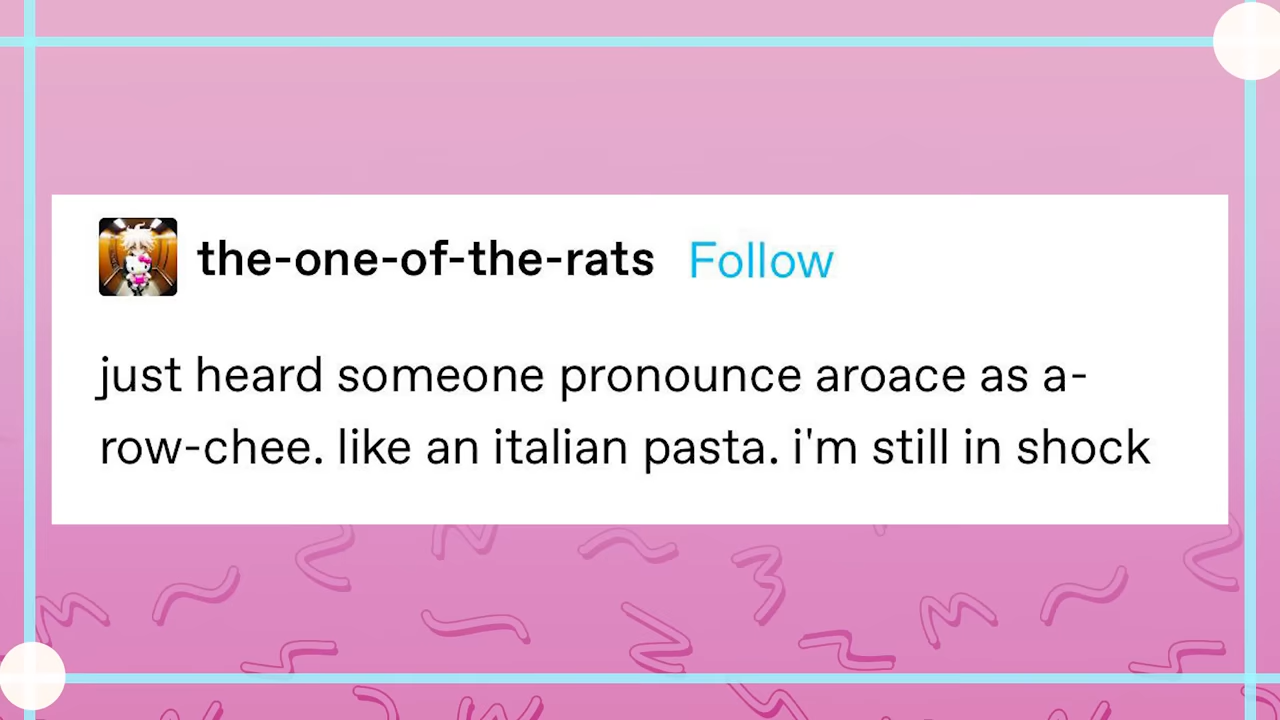 the-one-of-the-rats Follow
just heard someone pronounce aroace as a-
row-chee. like an italian pasta. i'm still in shock